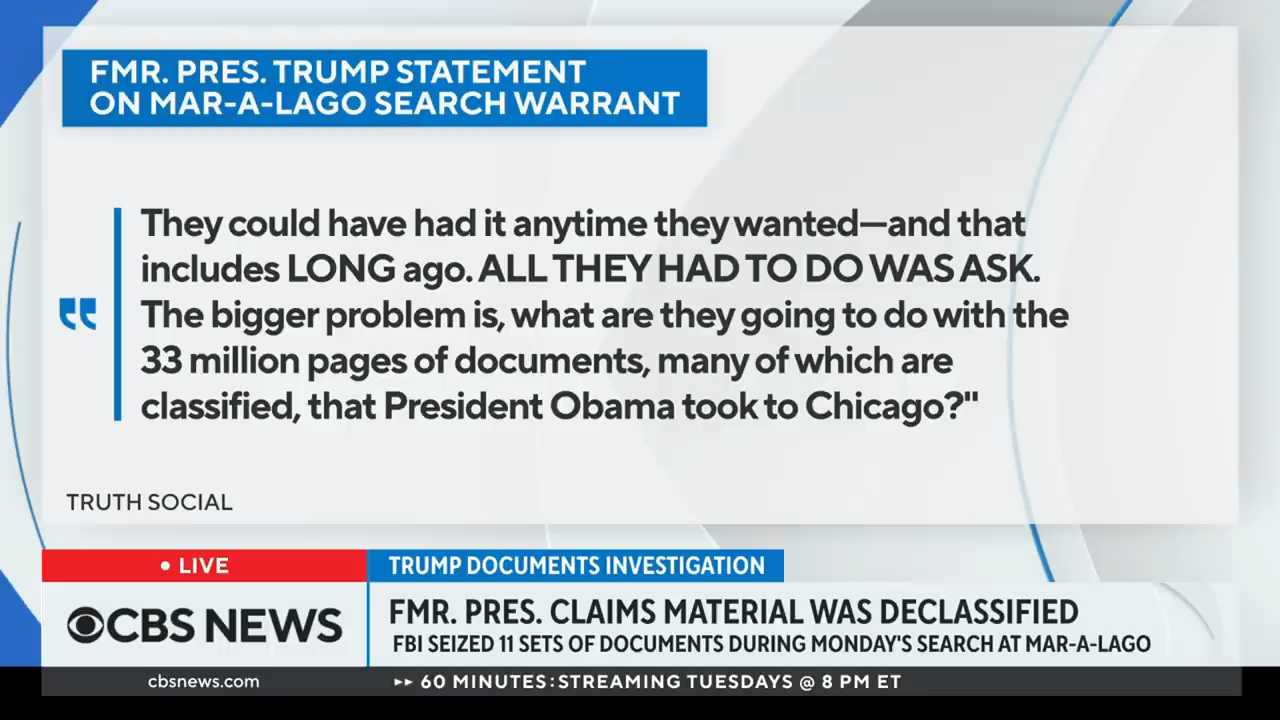 FMR. PRES. TRUMP STATEMENT
ON MAR-A-LAGO SEARCH WARRANT
They could have had it anytime they wanted—and that
includes LONG ago. ALL THEY HAD TO DO WAS ASK.
The bigger problem is, what are they going to do with the
33 million pages of documents, many of which are
classified, that President Obama took to Chicago?"
TRUTH SOCIAL
• LIVE
TRUMP DOCUMENTS INVESTIGATION
CBS NEWS
FMR. PRES. CLAIMS MATERIAL WAS DECLASSIFIED
FBI SEIZED 11 SETS OF DOCUMENTS DURING MONDAY'S SEARCH AT MAR-A-LAGO
cbsnews.com
60 MINUTES: STREAMING TUESDAYS @ 8 PM ET